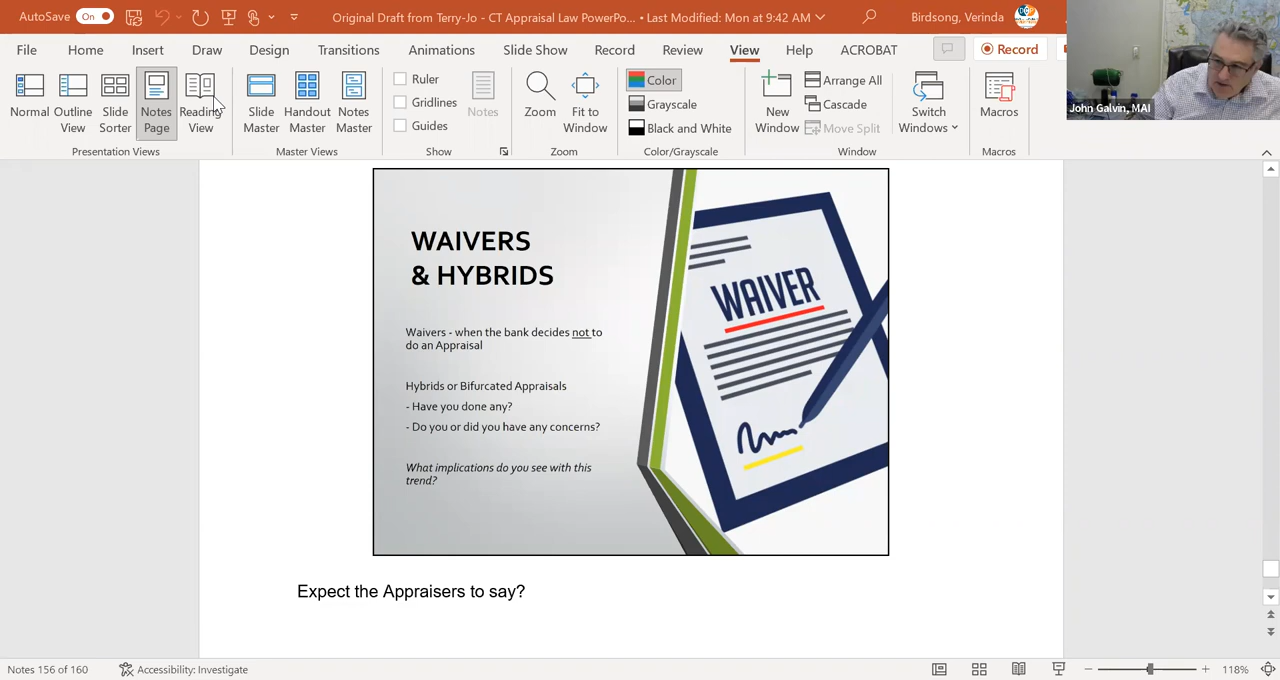 AutoSave On Original Draft from Terry-Jo - CT Appraisal Law PowerPo... • Last Modified: Mon at 9:42 AM Birdsong, Verinda
File Home Insert Draw Design Transitions Animations Slide Show Record Review View Help ACROBAT Record
John Galvin, MAI
Normal Outline View Slide Sorter Notes Page Reading View
Slide Master Handout Master Notes Master
Ruler
Gridlines
Guides
Notes
Zoom Fit to Window
Color
Grayscale
Black and White
New Window
Arrange All
Cascade
Move Split
Switch Windows
Macros
Presentation Views Master Views Show Zoom Color/Grayscale Window Macros
WAIVERS
& HYBRIDS
Waivers - when the bank decides not to
do an Appraisal
Hybrids or Bifurcated Appraisals
- Have you done any?
- Do you or did you have any concerns?
What implications do you see with this
trend?
WAIVER
Expect the Appraisers to say?
Notes 156 of 160 Accessibility: Investigate 118%